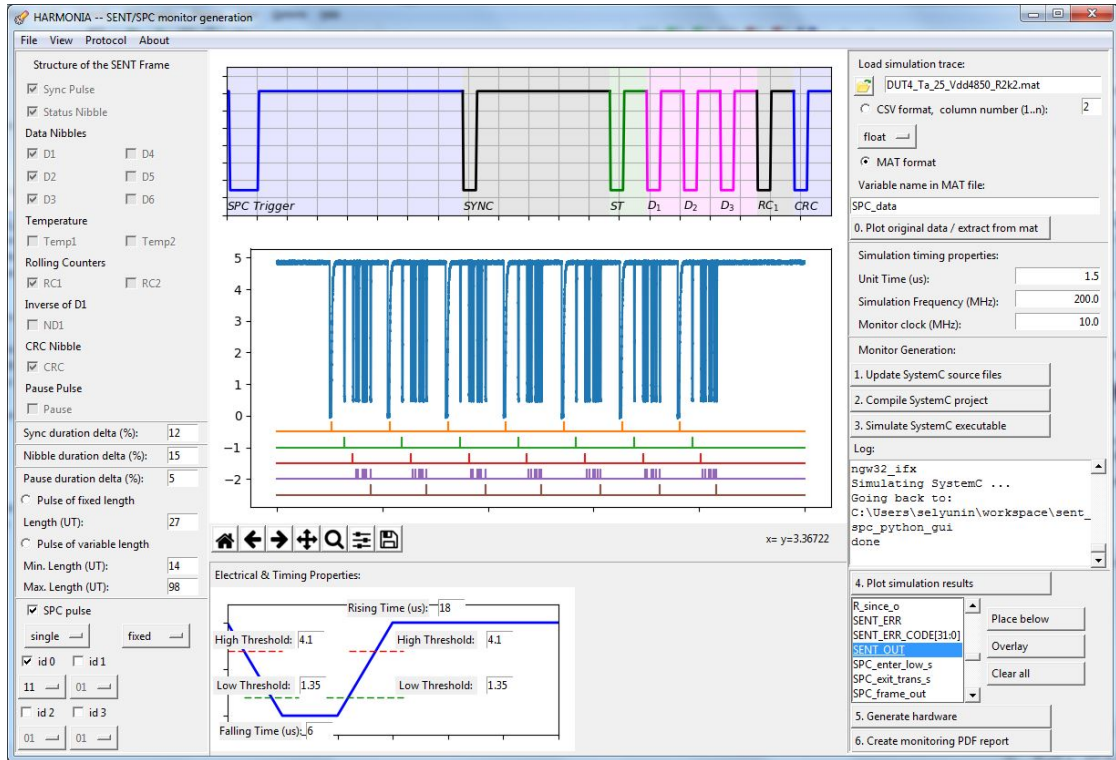 HARMONIA -- SENT/SPC monitor generation
File View Protocol About
Structure of the SENT Frame
Sync Pulse
Status Nibble
Data Nibbles
D1 D4
D2 D5
D3 D6
Temperature
Temp1 Temp2
Rolling Counters
RC1 RC2
Inverse of D1
ND1
CRC Nibble
CRC
Pause Pulse
Pause
Sync duration delta (%): 12
Nibble duration delta (%): 15
Pause duration delta (%): 5
Pulse of fixed length
Length (UT): 27
Pulse of variable length
Min. Length (UT): 14
Max. Length (UT): 98
SPC pulse
single fixed
id 0 id 1
11 01
id 2 id 3
01 01
SPC Trigger SYNC ST D1 D2 D3 RC1 CRC
5
4
3
2
1
0
−1
−2
x= y=3.36722
Electrical & Timing Properties:
Rising Time (us): 18
High Threshold: 4.1 High Threshold: 4.1
Low Threshold: 1.35 Low Threshold: 1.35
Falling Time (us): 6
Load simulation trace:
DUT4_Ta_25_Vdd4850_R2k2.mat
CSV format, column number (1..n): 2
float
MAT format
Variable name in MAT file:
SPC_data
0. Plot original data / extract from mat
Simulation timing properties:
Unit Time (us): 1.5
Simulation Frequency (MHz): 200.0
Monitor clock (MHz): 10.0
Monitor Generation:
1. Update SystemC source files
2. Compile SystemC project
3. Simulate SystemC executable
Log:
ngw32_ifx
Simulating SystemC ...
Going back to:
C:\Users\selyunin\workspace\sent_
spc_python_gui
done
4. Plot simulation results
R_since_o
SENT_ERR
SENT_ERR_CODE[31:0]
SENT_OUT
SPC_enter_low_s
SPC_exit_trans_s
SPC_frame_out
Place below
Overlay
Clear all
5. Generate hardware
6. Create monitoring PDF report